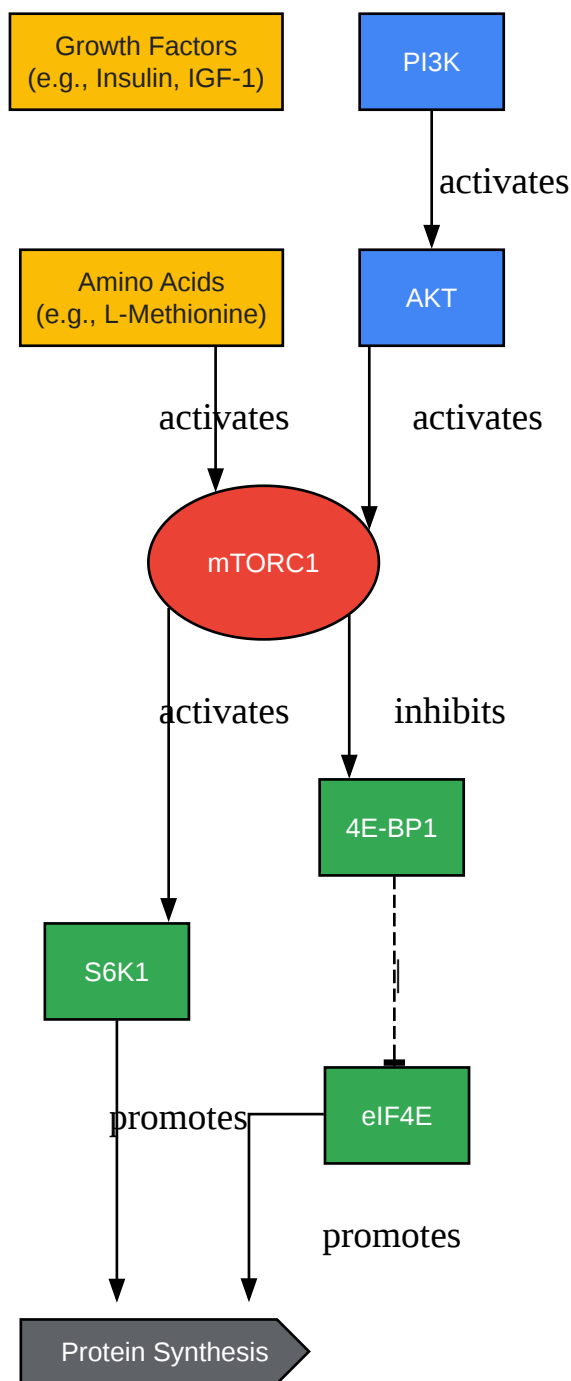 Growth Factors
(e.g., Insulin, IGF-1)
PI3K
activates
Amino Acids
(e.g., L-Methionine)
AKT
activates
activates
mTORC1
activates
inhibits
4E-BP1
S6K1
eIF4E
promotes
promotes
Protein Synthesis